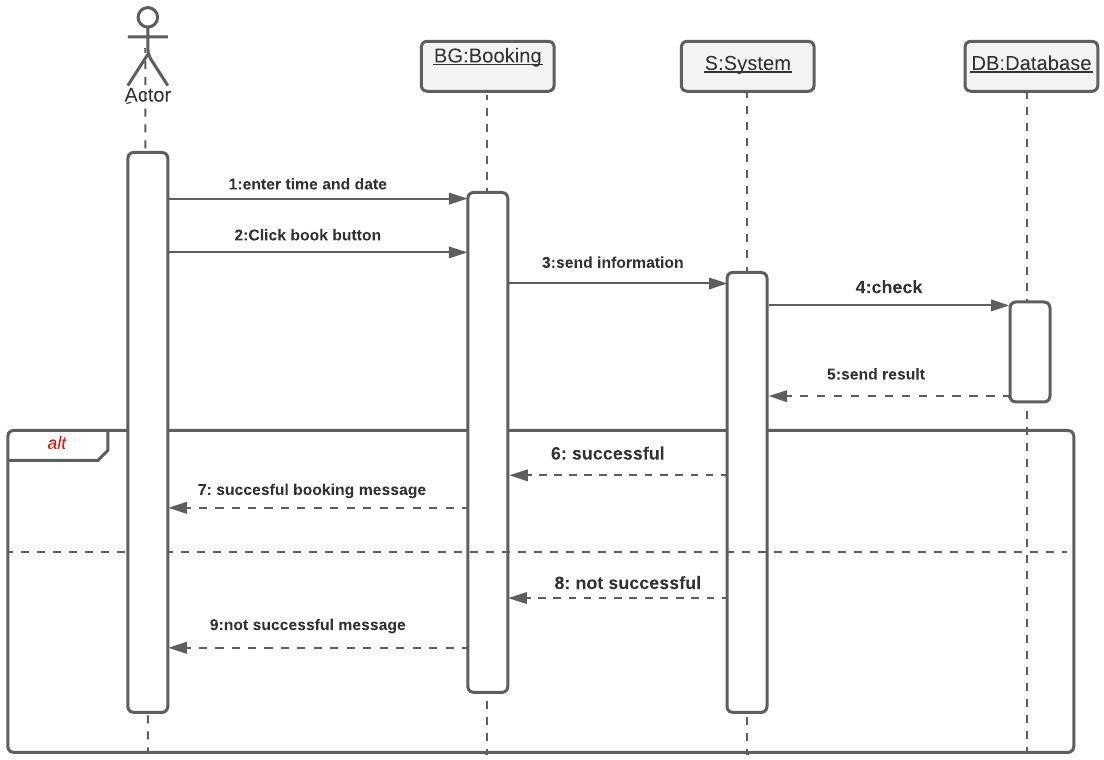 Actor
BG:Booking
S:System
DB:Database
1:enter time and date
2:Click book button
3:send information
4:check
5:send result
alt
6: successful
7: succesful booking message
8: not successful
9:not successful message